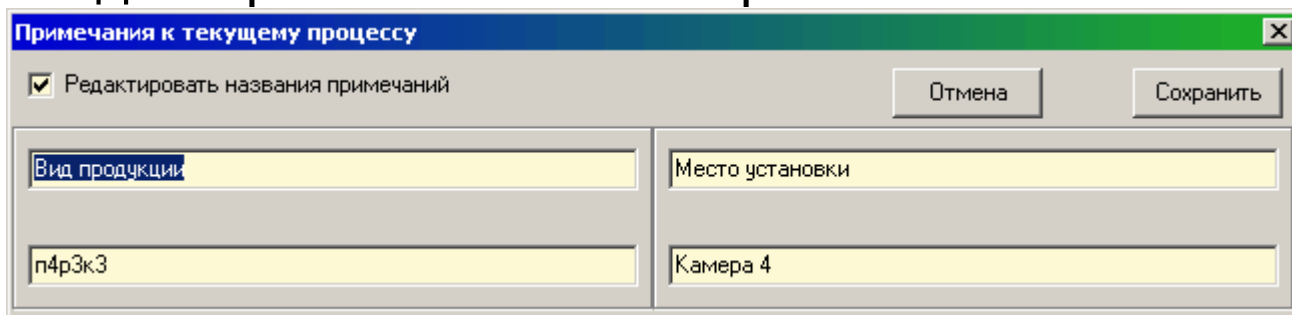 Примечания к текущему процессу
Редактировать названия примечаний
Отмена
Сохранить
Вид продукции
Место установки
п4р3к3
Камера 4